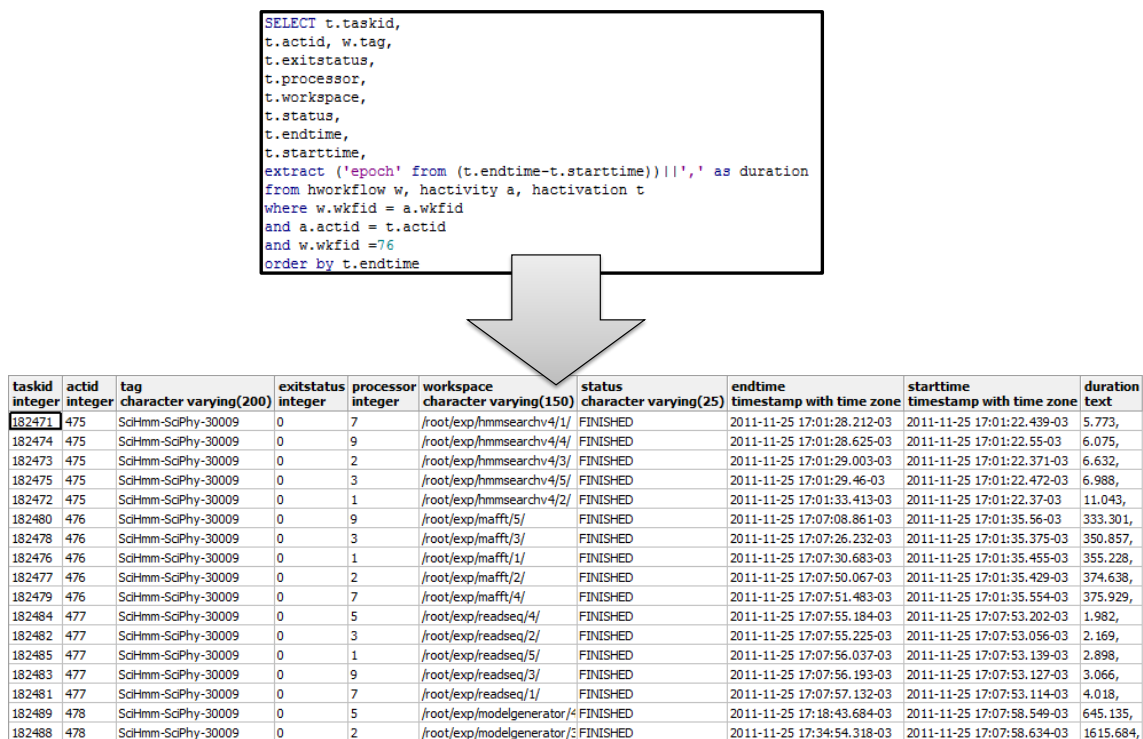 SELECT t.taskid,
t.actid, w.tag,
t.exitstatus,
t.processor,
t.workspace,
t.status,
t.endtime,
t.starttime,
extract ('epoch' from (t.endtime-t.starttime))||',' as duration
from hworkflow w, hactivity a, hactivation t
where w.wkfid = a.wkfid
and a.actid = t.actid
and w.wkfid =76
order by t.endtime
taskid actid tag exitstatus processor workspace status endtime starttime duration
integer integer character varying(200) integer integer character varying(150) character varying(25) timestamp with time zone timestamp with time zone text
182471 475 SciHmm-SciPhy-30009 0 7 /root/exp/hmmsearchv4/1/ FINISHED 2011-11-25 17:01:28.212-03 2011-11-25 17:01:22.439-03 5.773,
182474 475 SciHmm-SciPhy-30009 0 9 /root/exp/hmmsearchv4/4/ FINISHED 2011-11-25 17:01:28.625-03 2011-11-25 17:01:22.55-03 6.075,
182473 475 SciHmm-SciPhy-30009 0 2 /root/exp/hmmsearchv4/3/ FINISHED 2011-11-25 17:01:29.003-03 2011-11-25 17:01:22.371-03 6.632,
182475 475 SciHmm-SciPhy-30009 0 3 /root/exp/hmmsearchv4/5/ FINISHED 2011-11-25 17:01:29.46-03 2011-11-25 17:01:22.472-03 6.988,
182472 475 SciHmm-SciPhy-30009 0 1 /root/exp/hmmsearchv4/2/ FINISHED 2011-11-25 17:01:33.413-03 2011-11-25 17:01:22.37-03 11.043,
182480 476 SciHmm-SciPhy-30009 0 9 /root/exp/mafft/5/ FINISHED 2011-11-25 17:07:08.861-03 2011-11-25 17:01:35.56-03 333.301,
182478 476 SciHmm-SciPhy-30009 0 3 /root/exp/mafft/3/ FINISHED 2011-11-25 17:07:26.232-03 2011-11-25 17:01:35.375-03 350.857,
182476 476 SciHmm-SciPhy-30009 0 1 /root/exp/mafft/1/ FINISHED 2011-11-25 17:07:30.683-03 2011-11-25 17:01:35.455-03 355.228,
182477 476 SciHmm-SciPhy-30009 0 2 /root/exp/mafft/2/ FINISHED 2011-11-25 17:07:50.067-03 2011-11-25 17:01:35.429-03 374.638,
182479 476 SciHmm-SciPhy-30009 0 7 /root/exp/mafft/4/ FINISHED 2011-11-25 17:07:51.483-03 2011-11-25 17:01:35.554-03 375.929,
182484 477 SciHmm-SciPhy-30009 0 5 /root/exp/readseq/4/ FINISHED 2011-11-25 17:07:55.184-03 2011-11-25 17:07:53.202-03 1.982,
182482 477 SciHmm-SciPhy-30009 0 3 /root/exp/readseq/2/ FINISHED 2011-11-25 17:07:55.225-03 2011-11-25 17:07:53.056-03 2.169,
182485 477 SciHmm-SciPhy-30009 0 1 /root/exp/readseq/5/ FINISHED 2011-11-25 17:07:56.037-03 2011-11-25 17:07:53.139-03 2.898,
182483 477 SciHmm-SciPhy-30009 0 9 /root/exp/readseq/3/ FINISHED 2011-11-25 17:07:56.193-03 2011-11-25 17:07:53.127-03 3.066,
182481 477 SciHmm-SciPhy-30009 0 7 /root/exp/readseq/1/ FINISHED 2011-11-25 17:07:57.132-03 2011-11-25 17:07:53.114-03 4.018,
182489 478 SciHmm-SciPhy-30009 0 5 /root/exp/modelgenerator/4 FINISHED 2011-11-25 17:18:43.684-03 2011-11-25 17:07:58.549-03 645.135,
182488 478 SciHmm-SciPhy-30009 0 2 /root/exp/modelgenerator/3 FINISHED 2011-11-25 17:34:54.318-03 2011-11-25 17:07:58.634-03 1615.684,